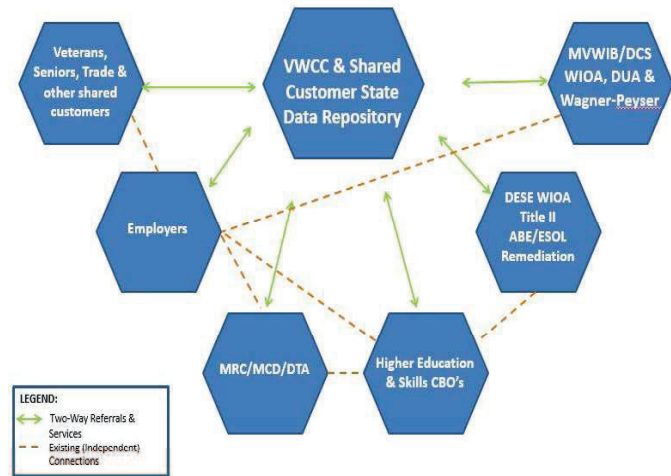 Veterans,
Seniors, Trade &
other shared
customers
VWCC & Shared
Customer State
Data Repository
MVWIB/DCS
WIOA, DUA &
Wagner-Peyser
Employers
DESE WIOA
Title II
ABE/ESOL
Remediation
MRC/MCD/DTA
Higher Education
& Skills CBO's
LEGEND:
Two-Way Referrals &
Services
Existing (Independent)
Connections